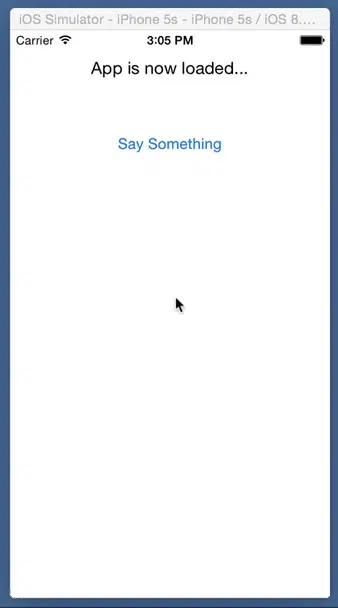 iOS Simulator - iPhone 5s - iPhone 5s / iOS 8....
Carrier 3:05 PM
App is now loaded...
Say Something